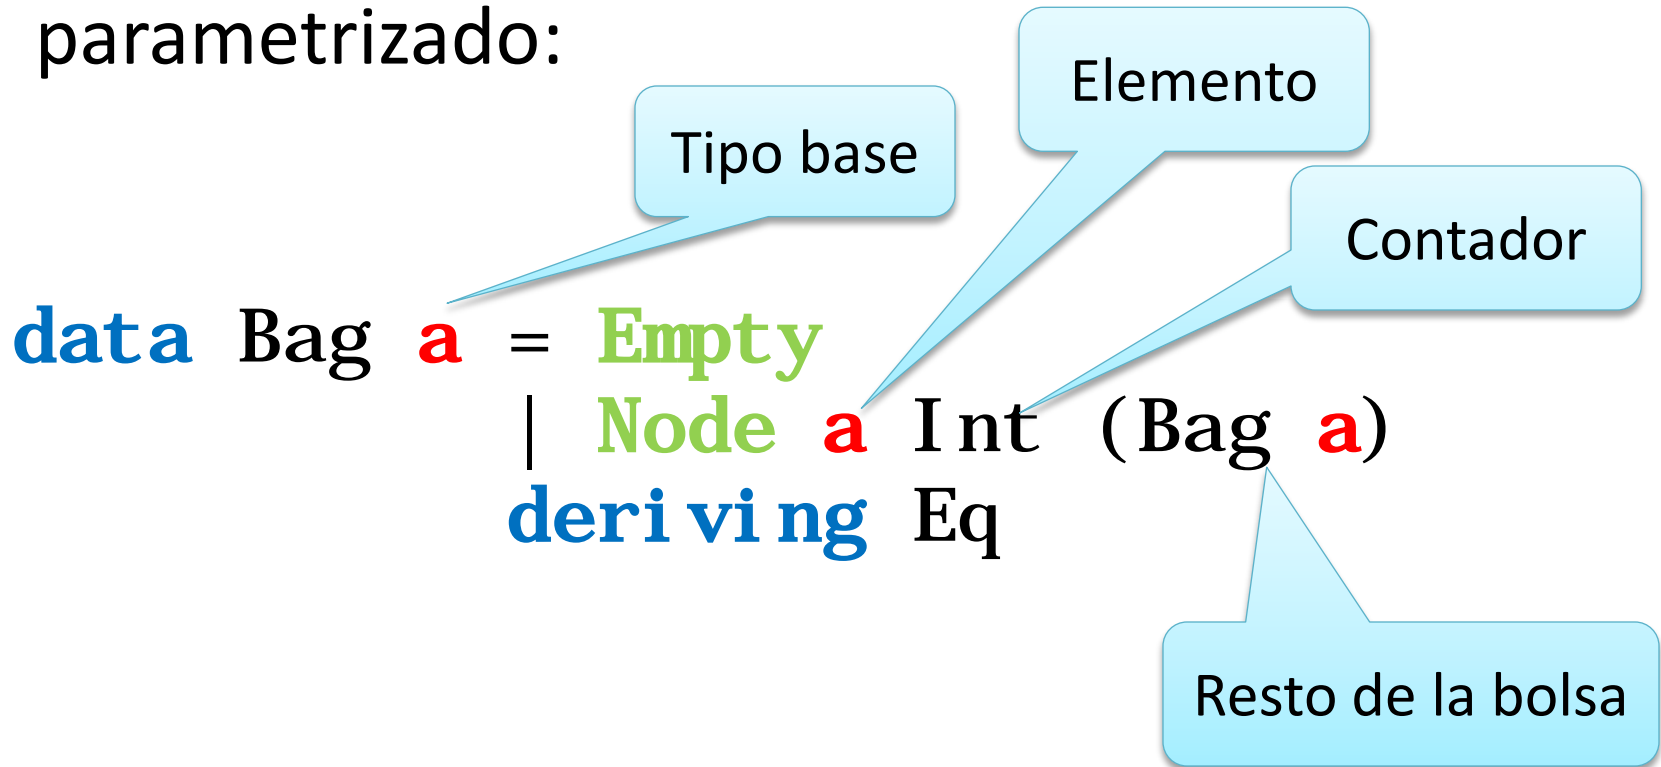 parametrizado:
Elemento
Tipo base
Contador
data Bag a = Empty
| Node a Int (Bag a)
deriving Eq
Resto de la bolsa